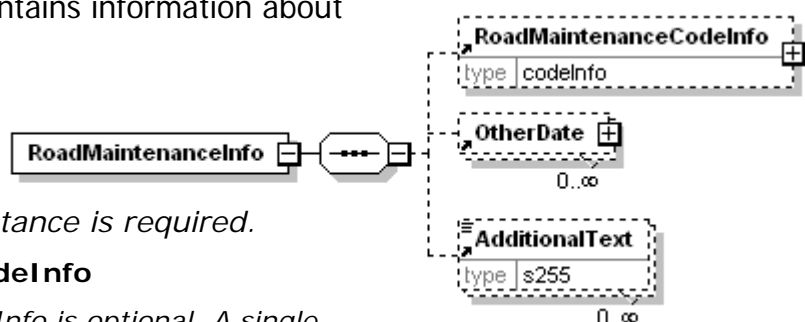 ntains information about
RoadMaintenanceCodeInfo
type codeInfo
OtherDate
0..∞
RoadMaintenanceInfo
tance is required.
AdditionalText
type s255
deInfo
Info is optional. A single
0..∞